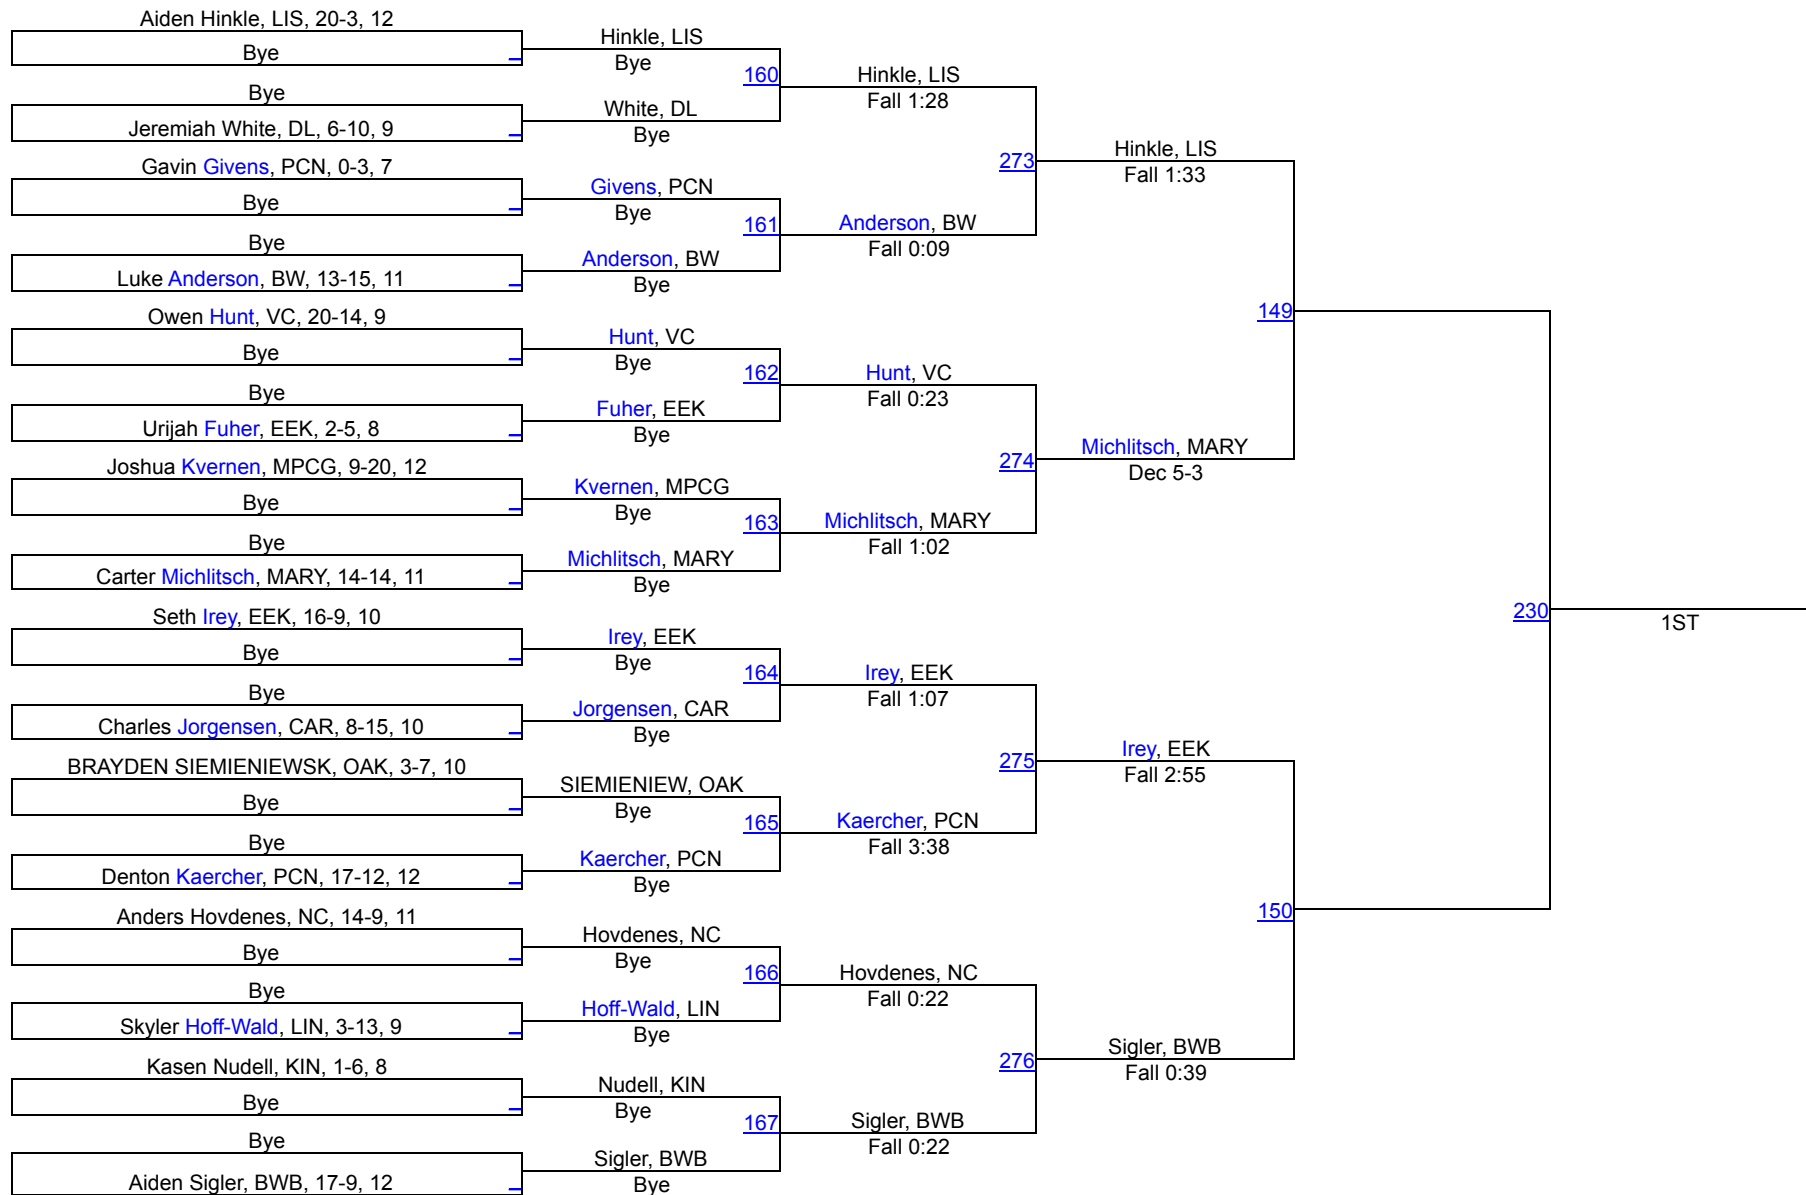 Aiden Hinkle, LIS, 20-3, 12
Bye
Bye
Jeremiah White, DL, 6-10, 9
Gavin Givens, PCN, 0-3, 7
Bye
Bye
Luke Anderson, BW, 13-15, 11
Owen Hunt, VC, 20-14, 9
Bye
Bye
Urijah Fuher, EEK, 2-5, 8
Joshua Kvernen, MPCG, 9-20, 12
Bye
Bye
Carter Michlitsch, MARY, 14-14, 11
Seth Irey, EEK, 16-9, 10
Bye
Bye
Charles Jorgensen, CAR, 8-15, 10
BRAYDEN SIEMIENIEWSK, OAK, 3-7, 10
Bye
Bye
Denton Kaercher, PCN, 17-12, 12
Anders Hovdenes, NC, 14-9, 11
Bye
Bye
Skyler Hoff-Wald, LIN, 3-13, 9
Kasen Nudell, KIN, 1-6, 8
Bye
Bye
Aiden Sigler, BWB, 17-9, 12
Hinkle, LIS
Bye
160
White, DL
Bye
Givens, PCN
Bye
161
Anderson, BW
Bye
Hunt, VC
Bye
162
Fuher, EEK
Bye
Kvernen, MPCG
Bye
163
Michlitsch, MARY
Bye
Irey, EEK
Bye
164
Jorgensen, CAR
Bye
SIEMIENIEW, OAK
Bye
165
Kaercher, PCN
Bye
Hovdenes, NC
Bye
166
Hoff-Wald, LIN
Bye
Nudell, KIN
Bye
167
Sigler, BWB
Bye
Hinkle, LIS
Fall 1:28
273
Anderson, BW
Fall 0:09
Hunt, VC
Fall 0:23
274
Michlitsch, MARY
Fall 1:02
Irey, EEK
Fall 1:07
275
Kaercher, PCN
Fall 3:38
Hovdenes, NC
Fall 0:22
276
Sigler, BWB
Fall 0:22
Hinkle, LIS
Fall 1:33
149
Michlitsch, MARY
Dec 5-3
Irey, EEK
Fall 2:55
150
Sigler, BWB
Fall 0:39
230
1ST